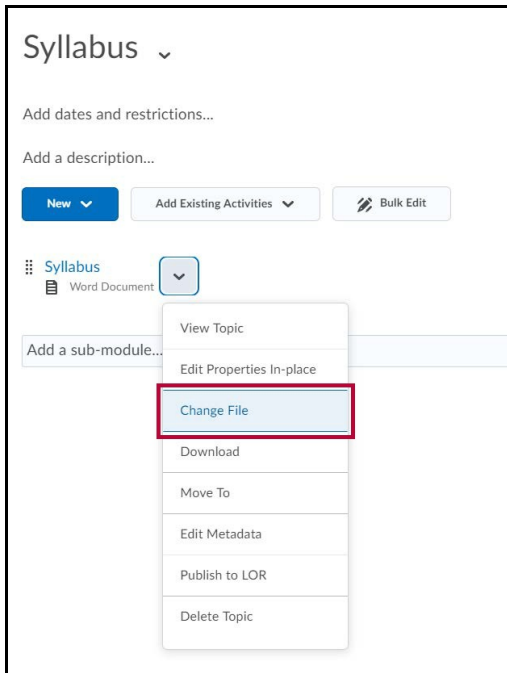 Syllabus
Add dates and restrictions...
Add a description...
New Add Existing Activities Bulk Edit
Syllabus
Word Document
View Topic
Add a sub-module...
Edit Properties In-place
Change File
Download
Move To
Edit Metadata
Publish to LOR
Delete Topic